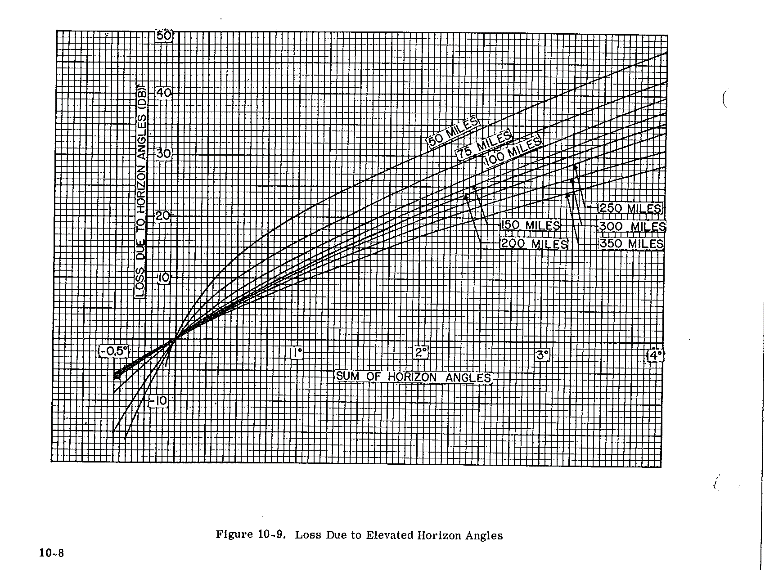 50
40
30
20
10
-10
LOSS DUE TO HORIZON ANGLES (DB)
50 MILES
75 MILES
100 MILES
150 MILES
200 MILES
250 MILES
300 MILES
350 MILES
-0.5°
1°
2°
3°
4°
SUM OF HORIZON ANGLES
Figure 10-9. Loss Due to Elevated Horizon Angles
10-8